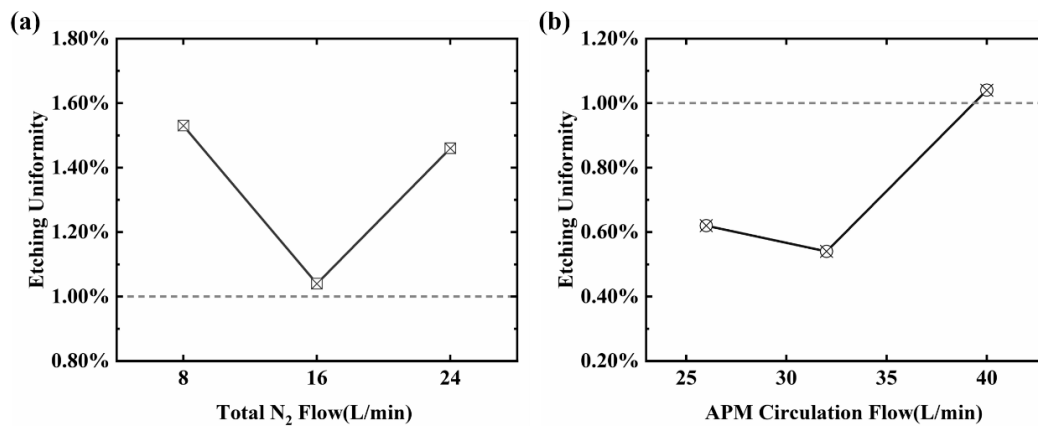 (a)
1.80%
1.60%
1.40%
1.20%
1.00%
0.80%
Etching Uniformity
8 16 24
Total N₂ Flow(L/min)
(b)
1.20%
1.00%
0.80%
0.60%
0.40%
0.20%
Etching Uniformity
25 30 35 40
APM Circulation Flow(L/min)